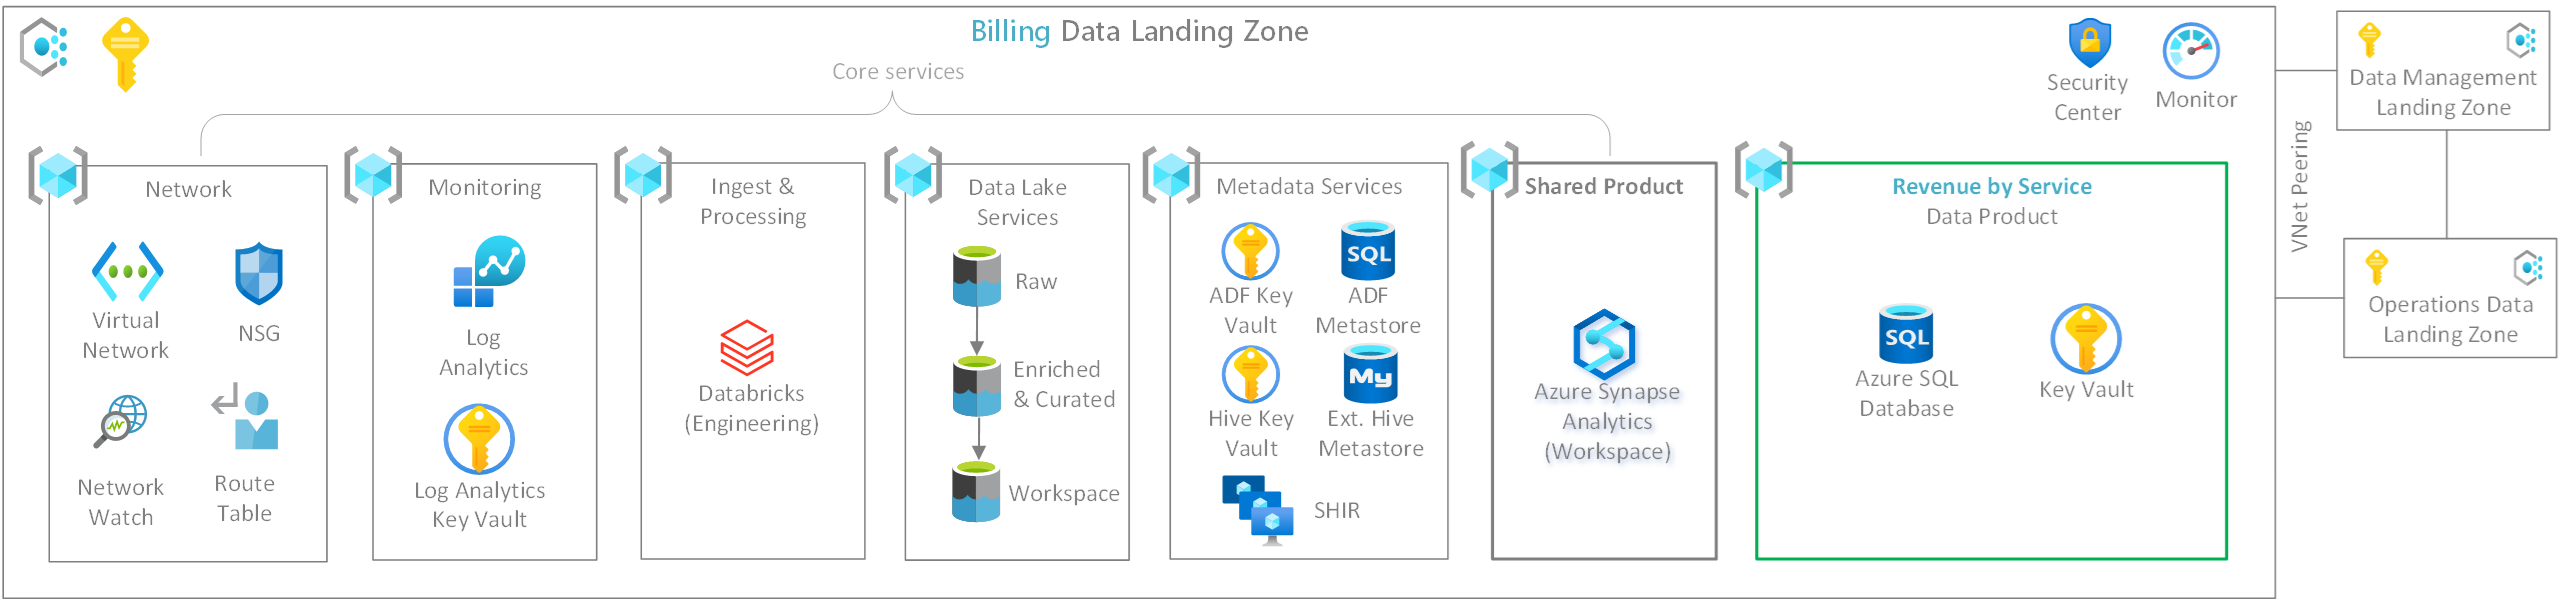 Billing Data Landing Zone
Core services
Security
Center
Monitor
Network
Virtual
Network
NSG
Network
Watch
Route
Table
Monitoring
Log
Analytics
Log Analytics
Key Vault
Ingest &
Processing
Databricks
(Engineering)
Data Lake
Services
Raw
Enriched
& Curated
Workspace
Metadata Services
ADF Key
Vault
SQL
ADF
Metastore
Hive Key
Vault
My
Ext. Hive
Metastore
SHIR
Shared Product
Azure Synapse
Analytics
(Workspace)
Revenue by Service
Data Product
SQL
Azure SQL
Database
Key Vault
VNet Peering
Data Management
Landing Zone
Operations Data
Landing Zone